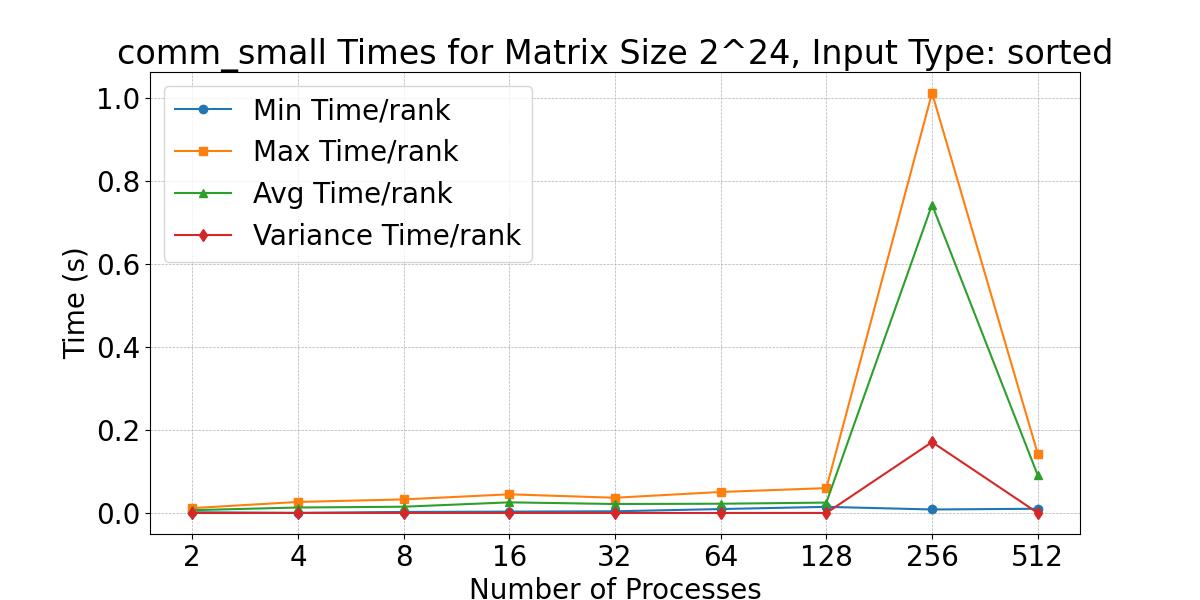 comm_small Times for Matrix Size 2^24, Input Type: sorted
Min Time/rank
Max Time/rank
Avg Time/rank
Variance Time/rank
Time (s)
1.0
0.8
0.6
0.4
0.2
0.0
2 4 8 16 32 64 128 256 512
Number of Processes